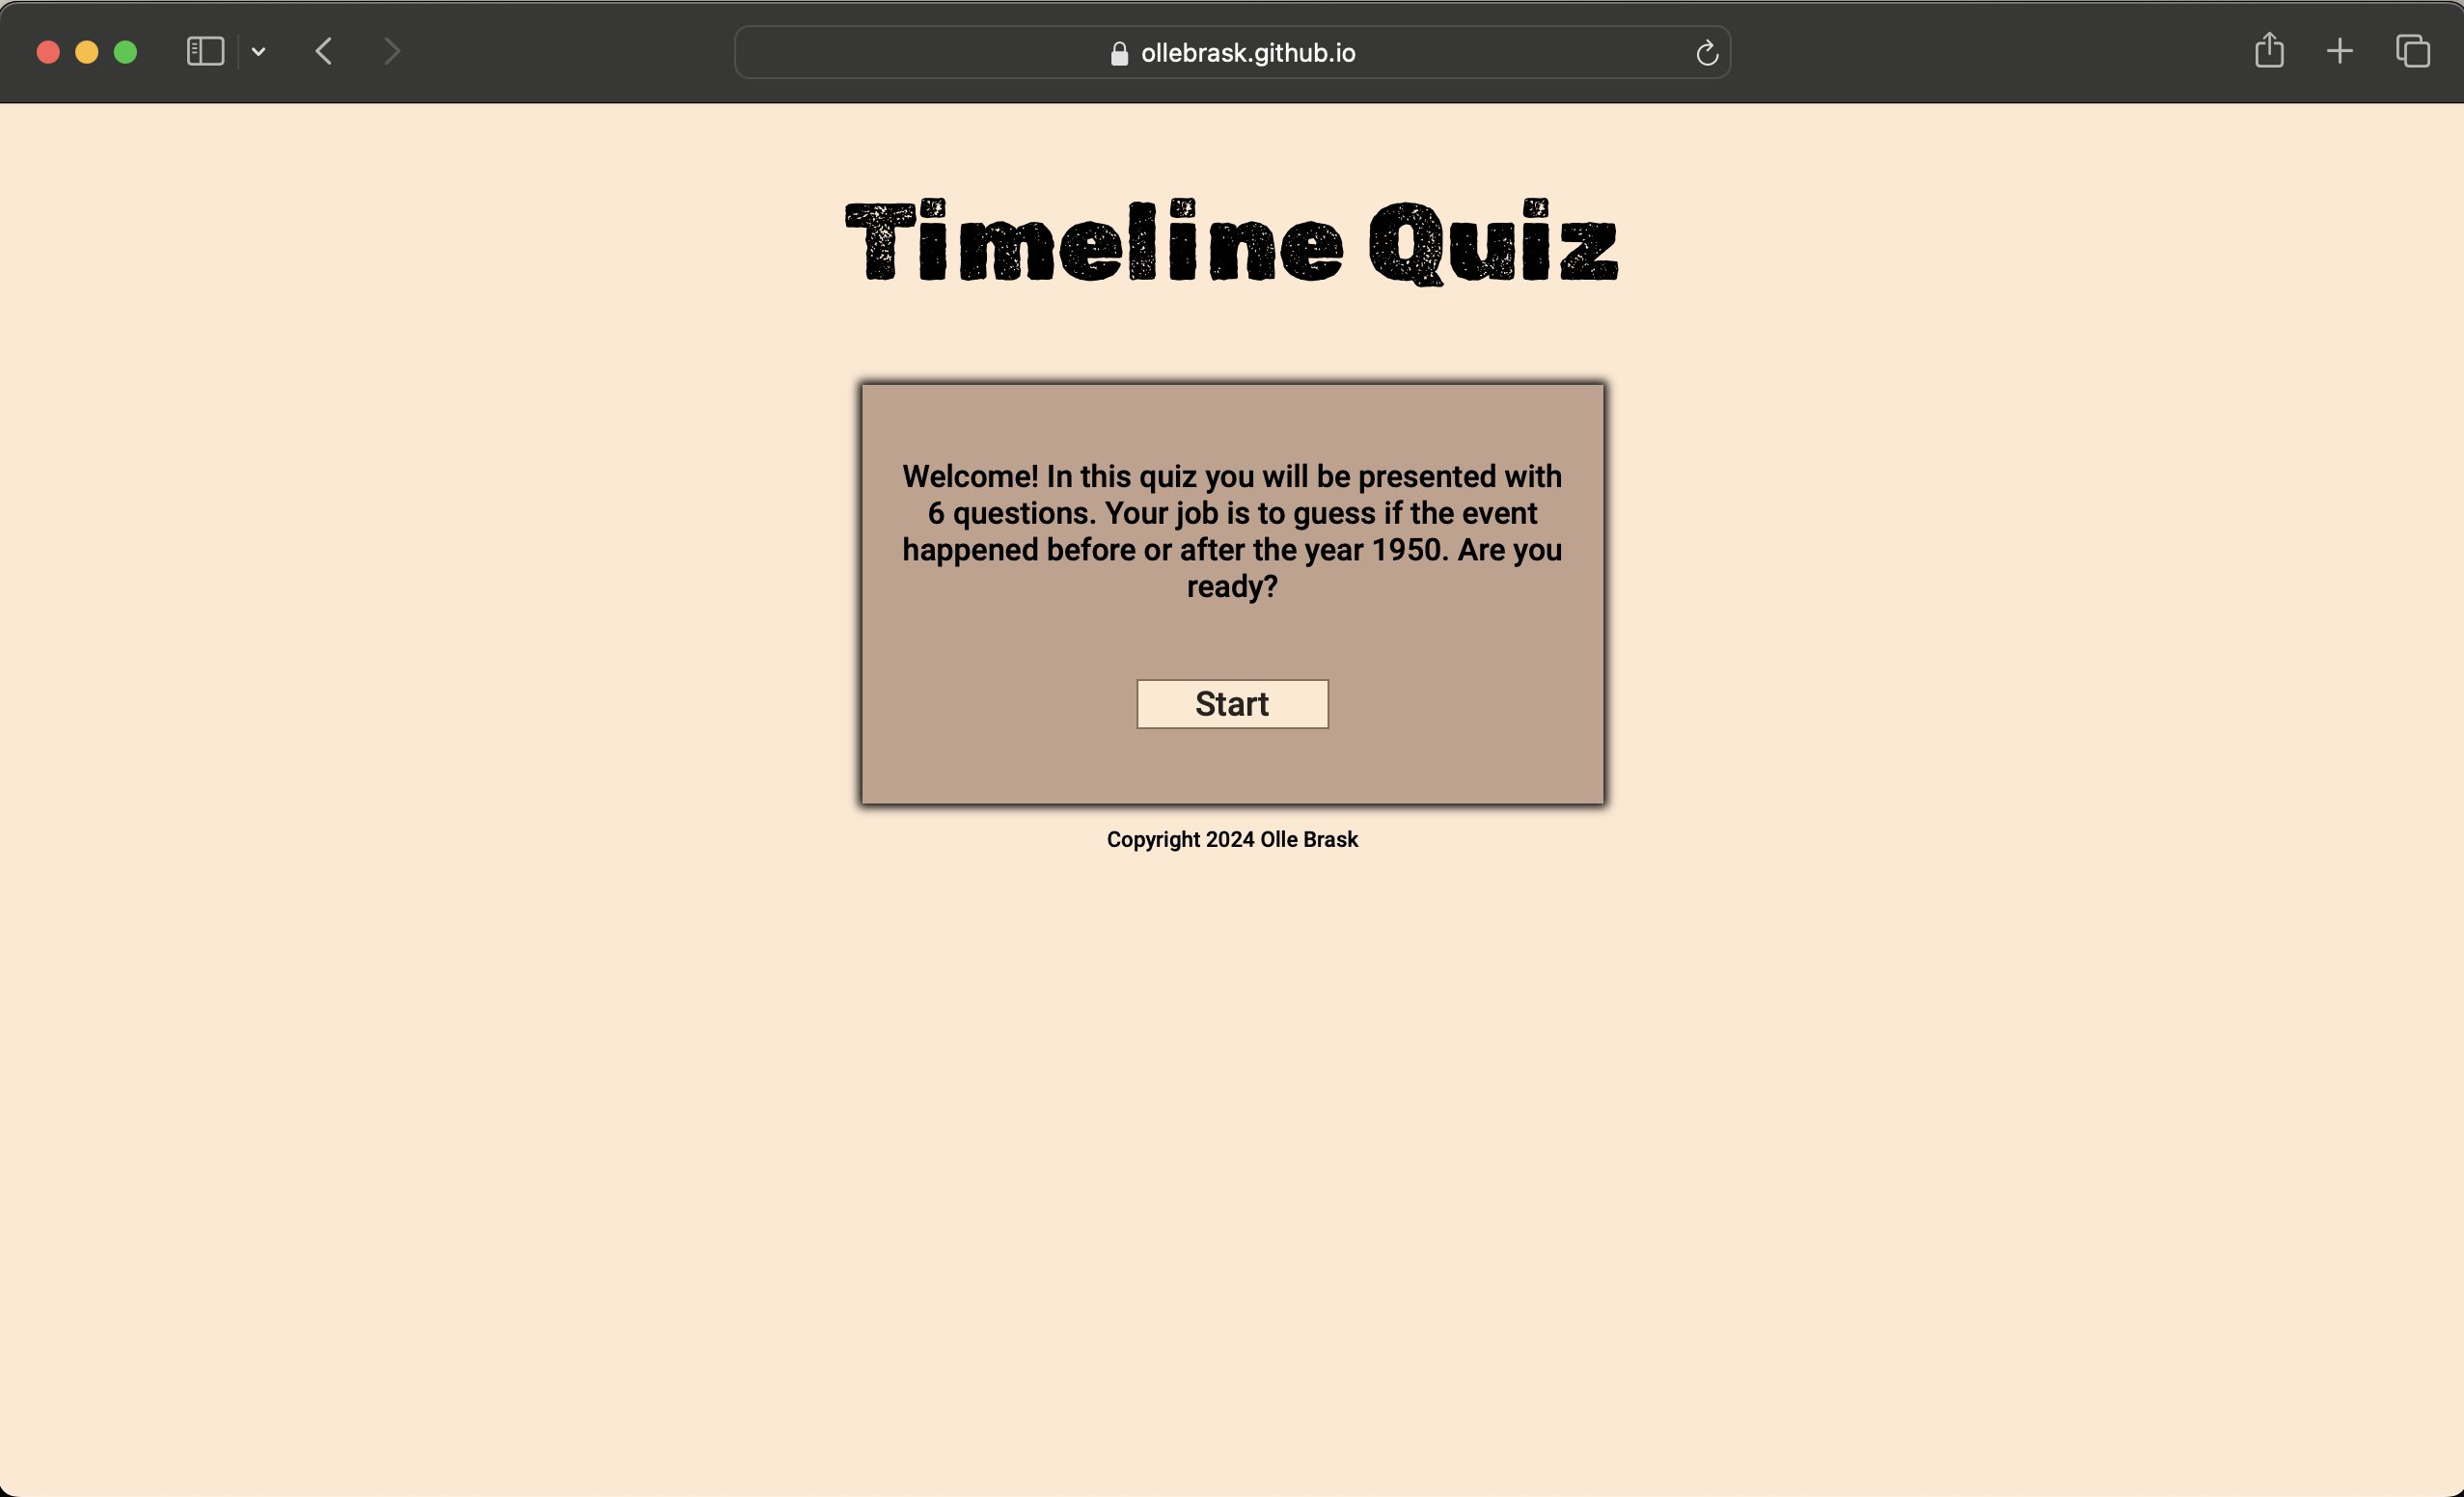 ollebrask.github.io
Timeline Quiz
Welcome! In this quiz you will be presented with
6 questions. Your job is to guess if the event
happened before or after the year 1950. Are you
ready?
Start
Copyright 2024 Olle Brask